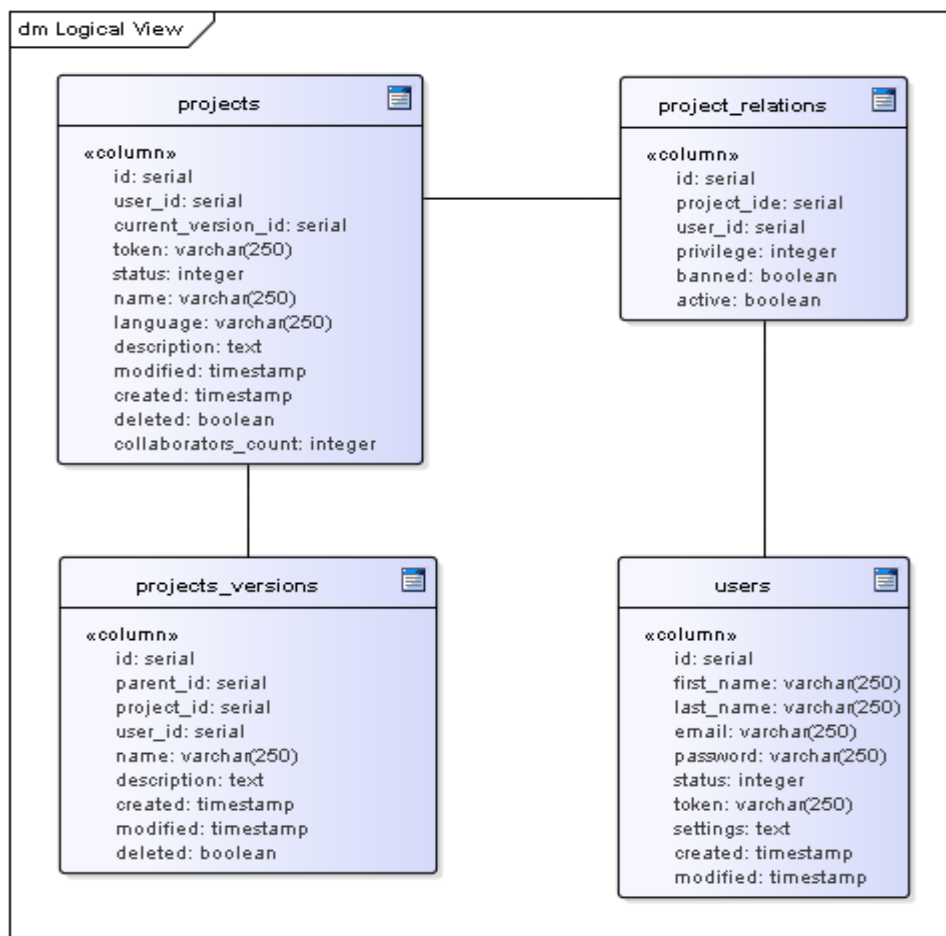 dm Logical View
projects
«column»
id: serial
user_id: serial
current_version_id: serial
token: varchar(250)
status: integer
name: varchar(250)
language: varchar(250)
description: text
modified: timestamp
created: timestamp
deleted: boolean
collaborators_count: integer
project_relations
«column»
id: serial
project_ide: serial
user_id: serial
privilege: integer
banned: boolean
active: boolean
projects_versions
«column»
id: serial
parent_id: serial
project_id: serial
user_id: serial
name: varchar(250)
description: text
created: timestamp
modified: timestamp
deleted: boolean
users
«column»
id: serial
first_name: varchar(250)
last_name: varchar(250)
email: varchar(250)
password: varchar(250)
status: integer
token: varchar(250)
settings: text
created: timestamp
modified: timestamp